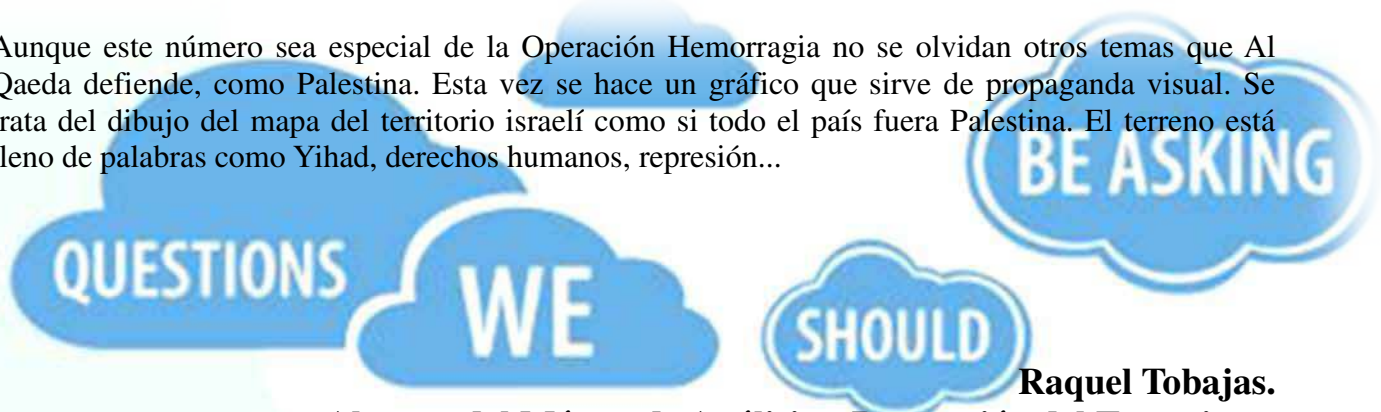 Aunque este número sea especial de la Operación Hemorragia no se olvidan otros temas que Al
Qaeda defiende, como Palestina. Esta vez se hace un gráfico que sirve de propaganda visual. Se
trata del dibujo del mapa del territorio israelí como si todo el país fuera Palestina. El terreno está
lleno de palabras como Yihad, derechos humanos, represión...
QUESTIONS
WE
SHOULD
BE ASKING
Raquel Tobajas.